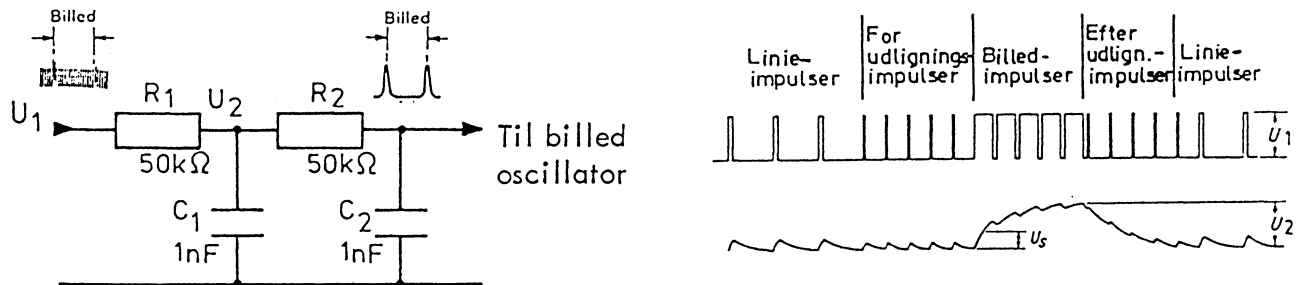 Billed
Billed
R1
U2
R2
U1
50kΩ
50kΩ
Til billed
oscillator
C1
1nF
C2
1nF
Linie-
impulser
For
udlignings-
impulser
Billed-
impulser
Efter
udlign.-
impulser
Linie-
impulser
U1
Us
U2